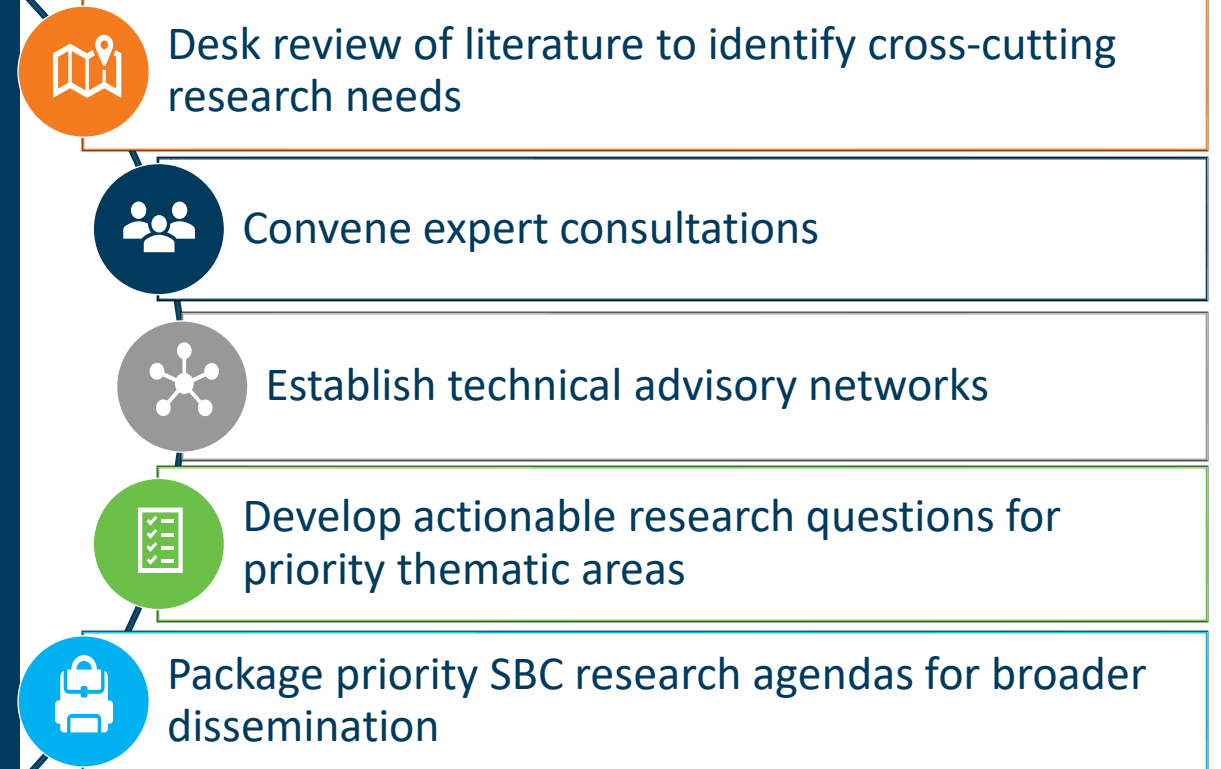 Desk review of literature to identify cross-cutting
research needs
Convene expert consultations
Establish technical advisory networks
Develop actionable research questions for
priority thematic areas
Package priority SBC research agendas for broader
dissemination